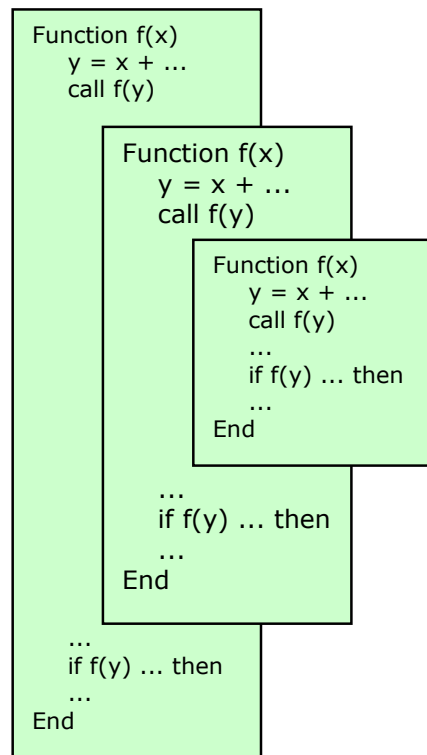 Function f(x)
y = x + ...
call f(y)
Function f(x)
y = x + ...
call f(y)
Function f(x)
y = x + ...
call f(y)
...
if f(y) ... then
...
End
...
if f(y) ... then
...
End
...
if f(y) ... then
...
End